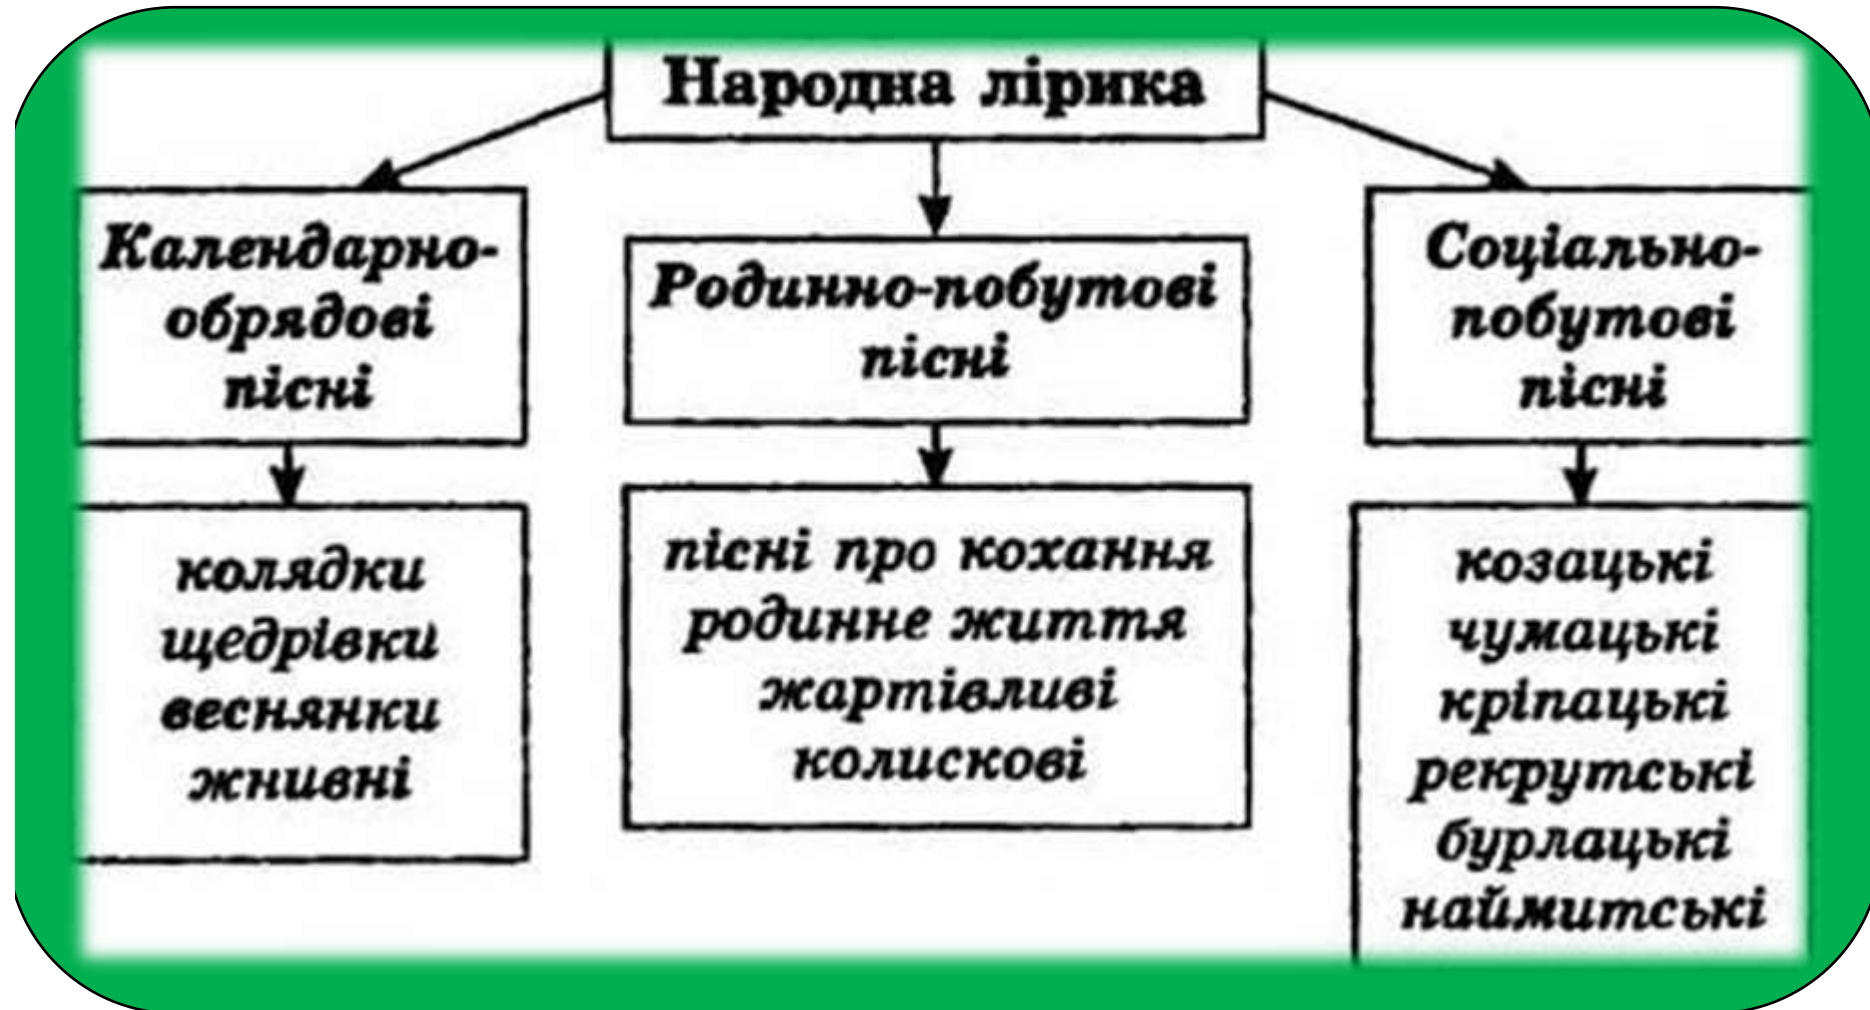 Народна лірика
Календарно-
обрядові
пісні
Родинно-побутові
пісні
Соціально-
побутові
пісні
колядки
щедрівки
веснянки
жнивні
пісні про кохання
родинне життя
жартівливі
колискові
козацькі
чумацькі
кріпацькі
рекрутські
бурлацькі
наймитські